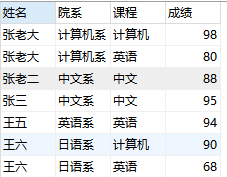 姓名 院系 课程 成绩
张老大 计算机系 计算机 98
张老大 计算机系 英语 80
张老二 中文系 中文 88
张三 中文系 中文 95
王五 英语系 英语 94
王六 日语系 计算机 90
王六 日语系 英语 68